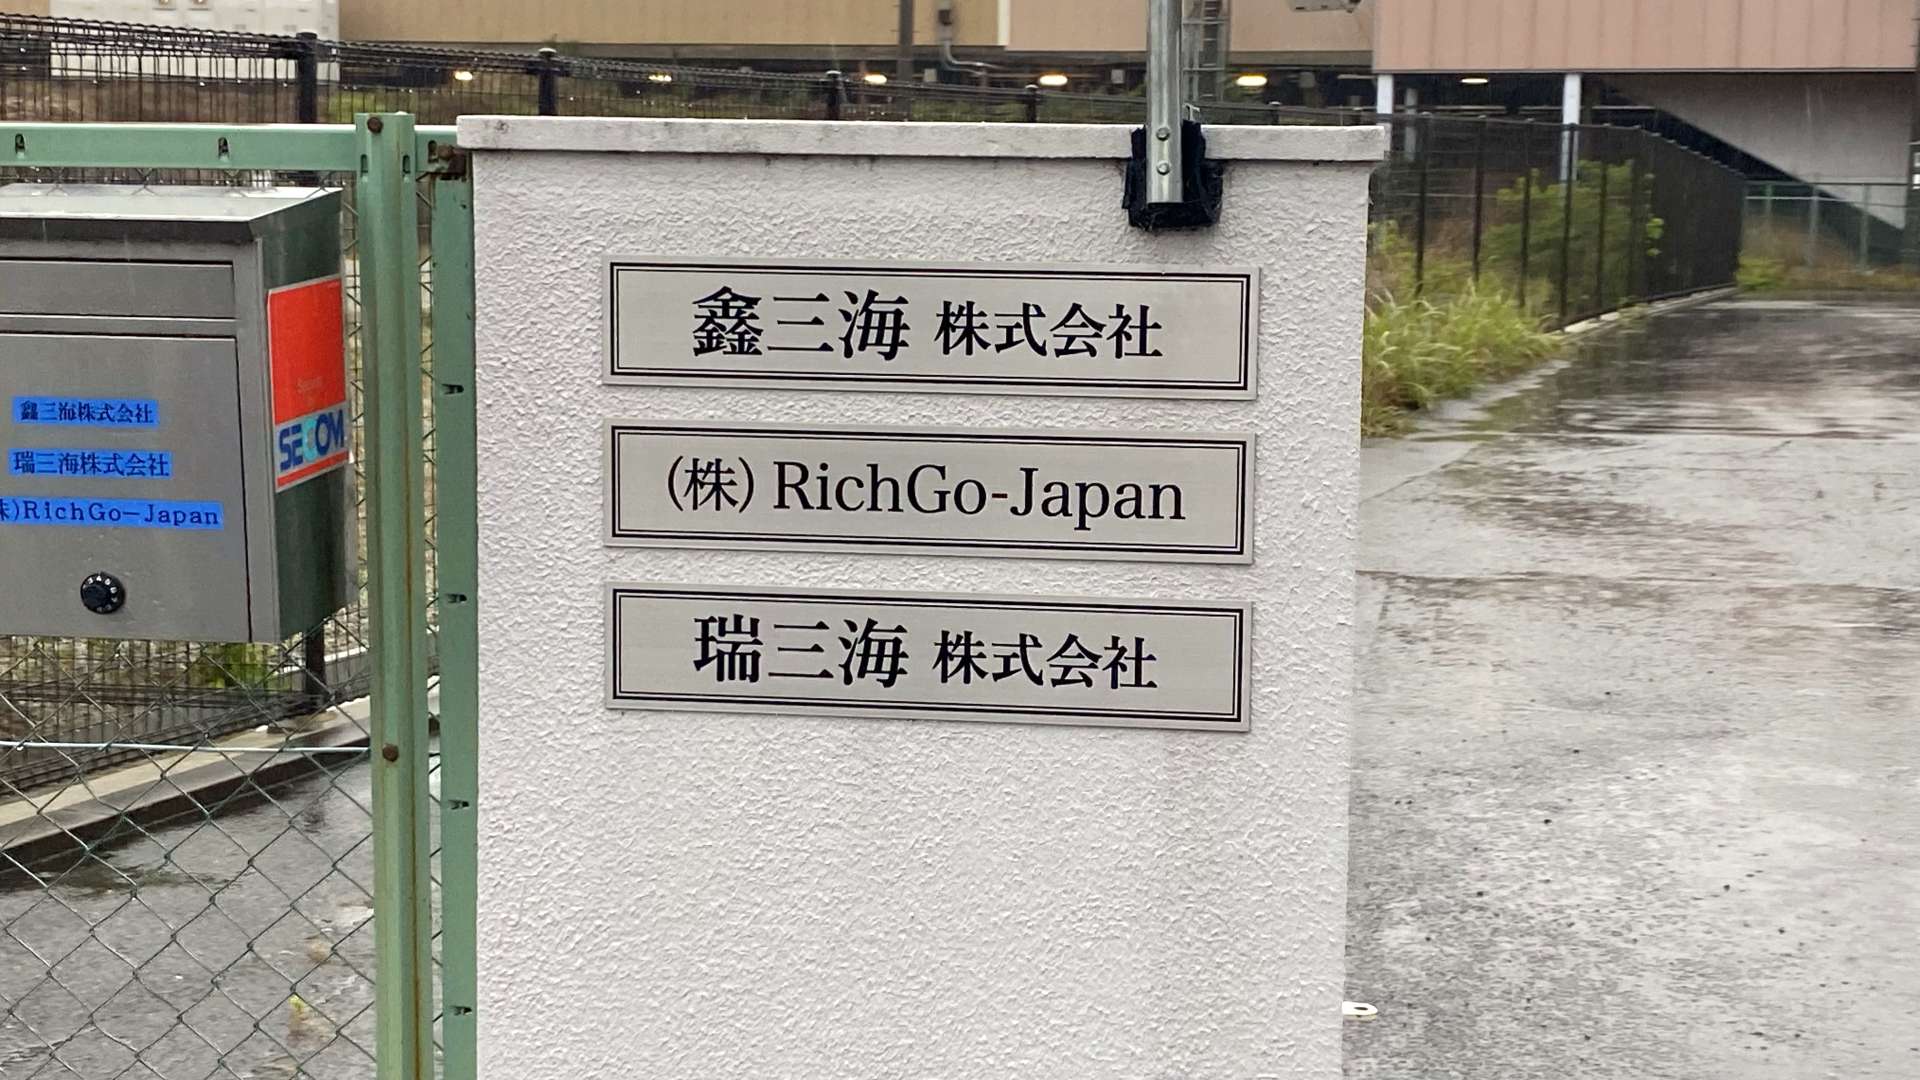 鑫三海 株式会社
(株) RichGo-Japan
瑞三海 株式会社
鑫三海株式会社
瑞三海株式会社
株)RichGo-Japan
SECOM